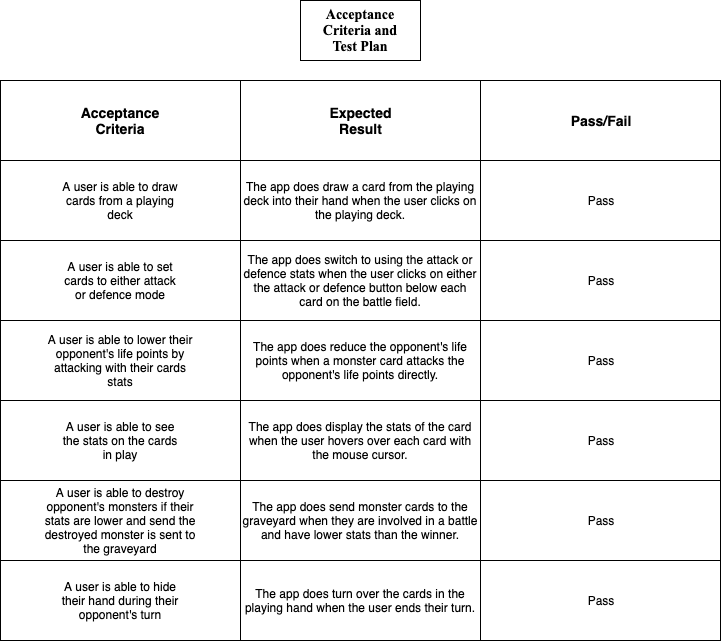 Acceptance
Criteria and
Test Plan
Acceptance
Criteria
Expected
Result
Pass/Fail
A user is able to draw
cards from a playing
deck
The app does draw a card from the playing
deck into their hand when the user clicks on
the playing deck.
Pass
A user is able to set
cards to either attack
or defence mode
The app does switch to using the attack or
defence stats when the user clicks on either
the attack or defence button below each
card on the battle field.
Pass
A user is able to lower their
opponent's life points by
attacking with their cards
stats
The app does reduce the opponent's life
points when a monster card attacks the
opponent's life points directly.
Pass
A user is able to see
the stats on the cards
in play
The app does display the stats of the card
when the user hovers over each card with
the mouse cursor.
Pass
A user is able to destroy
opponent's monsters if their
stats are lower and send the
destroyed monster is sent to
the graveyard
The app does send monster cards to the
graveyard when they are involved in a battle
and have lower stats than the winner.
Pass
A user is able to hide
their hand during their
opponent's turn
The app does turn over the cards in the
playing hand when the user ends their turn.
Pass